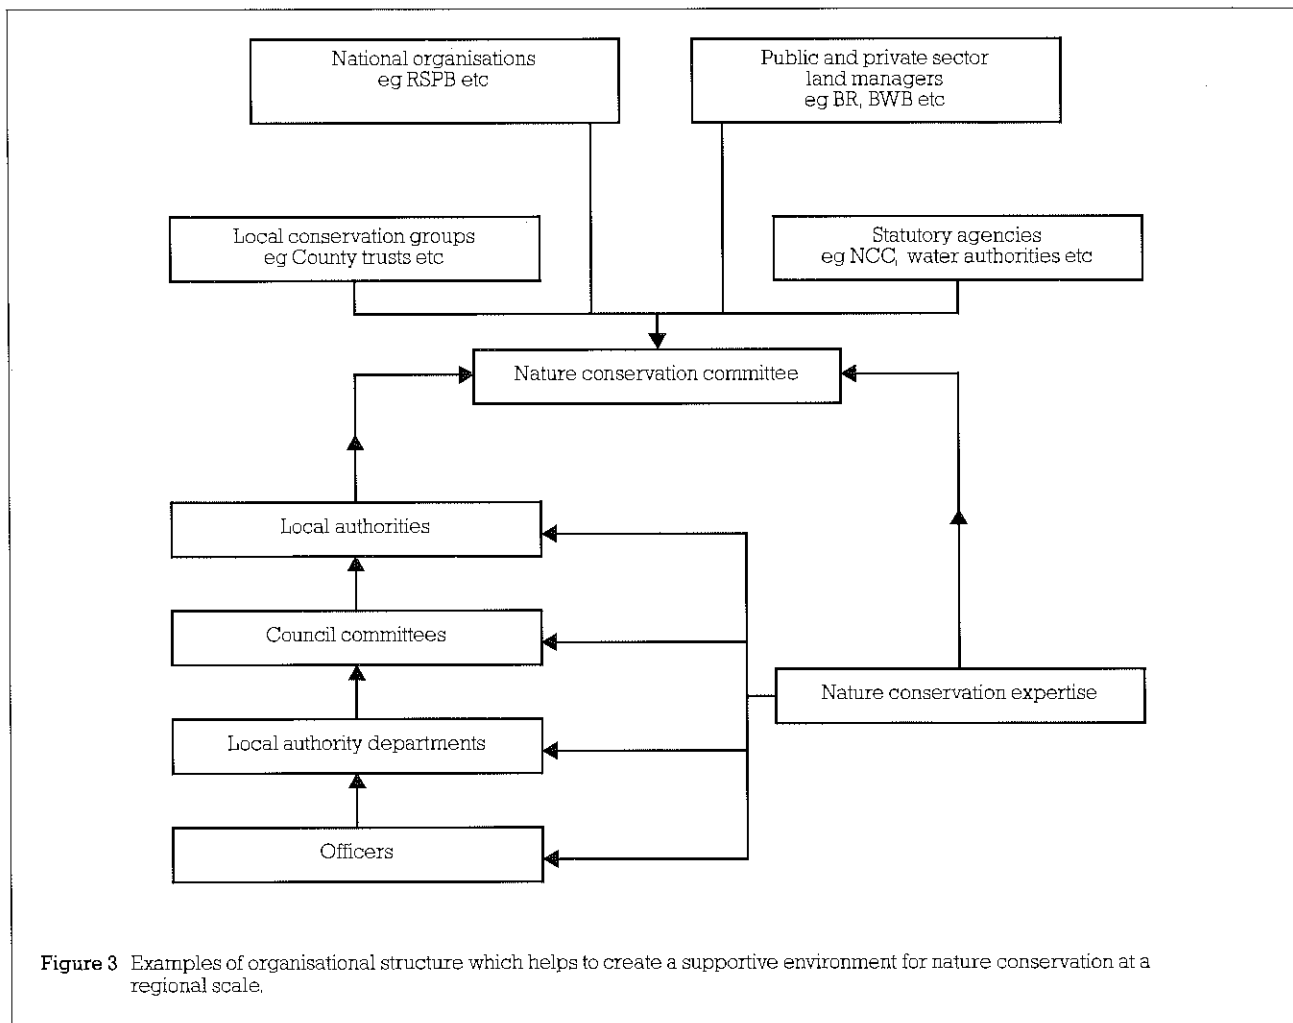 National organisations
eg RSPB etc
Public and private sector
land managers
eg BR, BWB etc
Local conservation groups
eg County trusts etc
Statutory agencies
eg NCC, water authorities etc
Nature conservation committee
Local authorities
Council committees
Nature conservation expertise
Local authority departments
Officers
Figure 3 Examples of organisational structure which helps to create a supportive environment for nature conservation at a
regional scale.